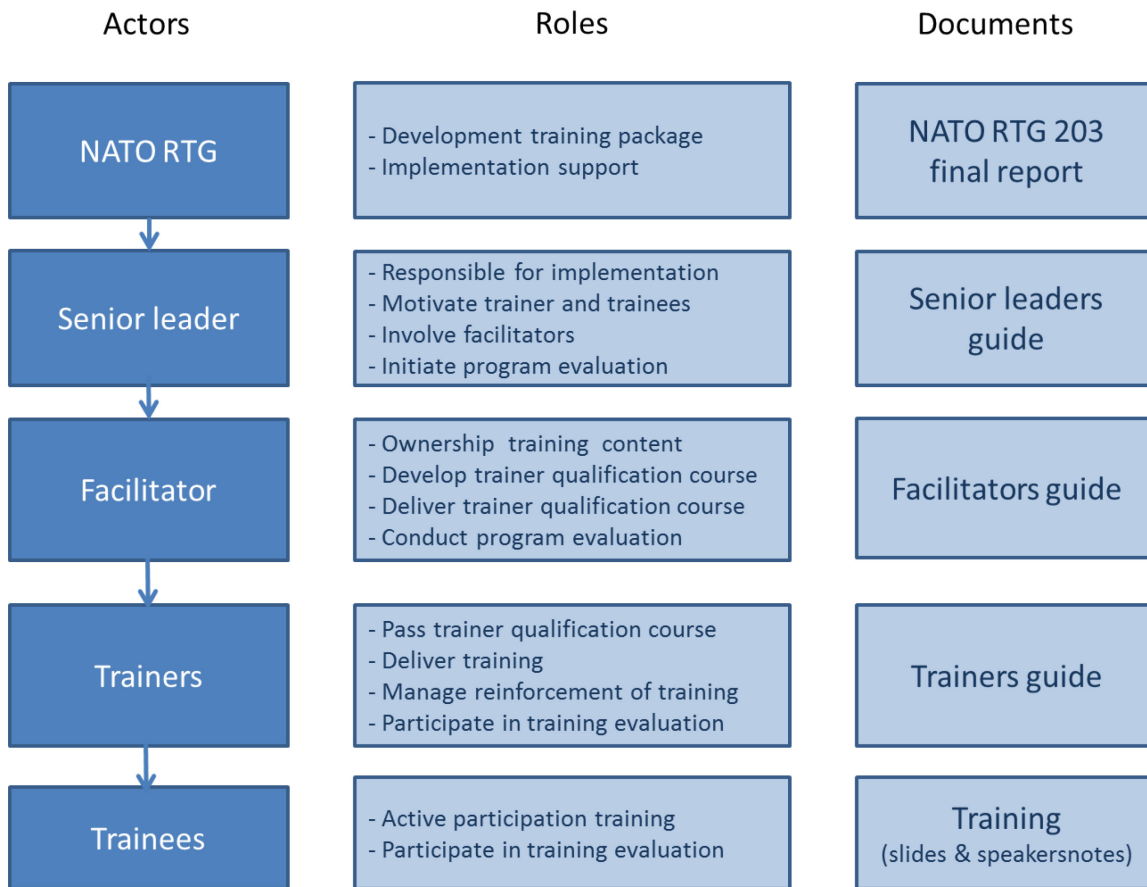 Actors
Roles
Documents
NATO RTG
- Development training package
- Implementation support
NATO RTG 203
final report
Senior leader
- Responsible for implementation
- Motivate trainer and trainees
- Involve facilitators
- Initiate program evaluation
Senior leaders
guide
Facilitator
- Ownership training content
- Develop trainer qualification course
- Deliver trainer qualification course
- Conduct program evaluation
Facilitators guide
Trainers
- Pass trainer qualification course
- Deliver training
- Manage reinforcement of training
- Participate in training evaluation
Trainers guide
Trainees
- Active participation training
- Participate in training evaluation
Training
(slides & speakersnotes)